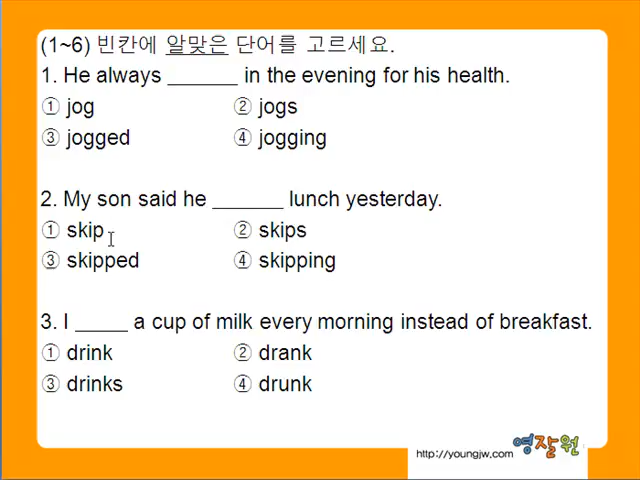 (1~6) 빈칸에 알맞은 단어를 고르세요.
1. He always ______ in the evening for his health.
① jog ② jogs
③ jogged ④ jogging
2. My son said he ______ lunch yesterday.
① skip ② skips
③ skipped ④ skipping
3. I _____ a cup of milk every morning instead of breakfast.
① drink ② drank
③ drinks ④ drunk
http://youngjw.com 영잘원